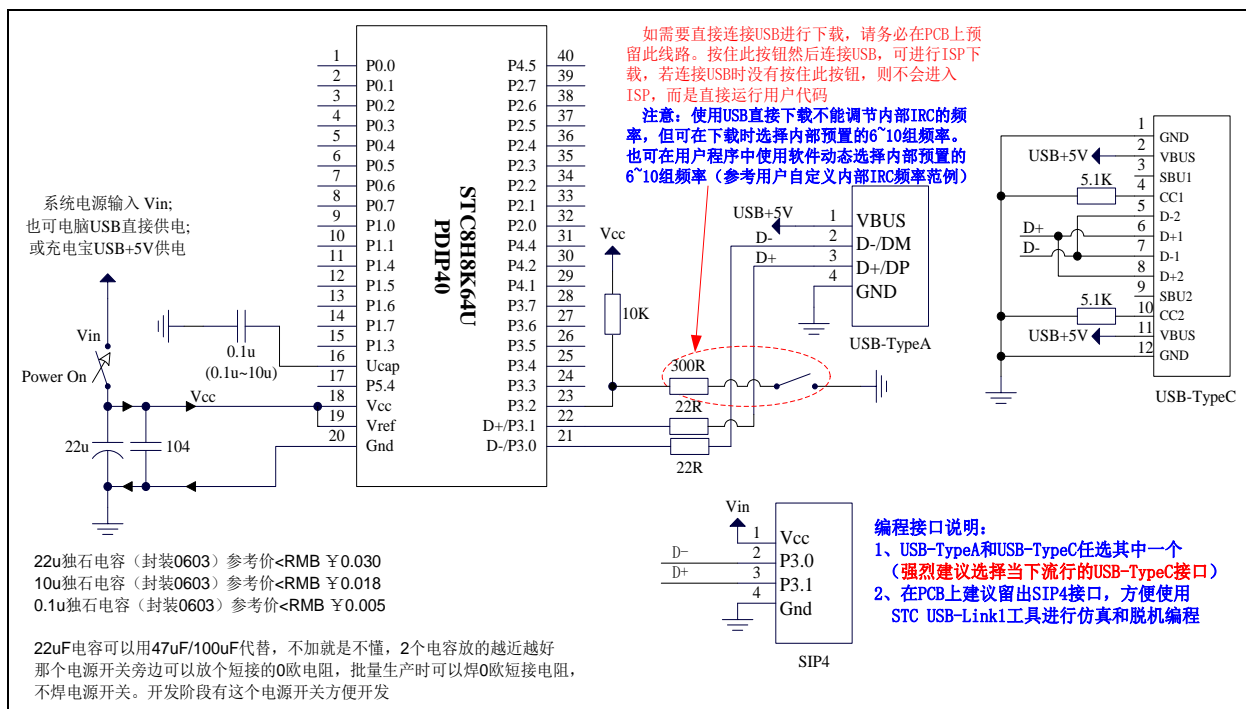 系统电源输入 Vin;
也可电脑USB直接供电;
或充电宝USB+5V供电
Vin
Power On
Vcc
22u
104
0.1u
(0.1u~10u)
STC8H8K64U
PDIP40
1 P0.0
2 P0.1
3 P0.2
4 P0.3
5 P0.4
6 P0.5
7 P0.6
8 P0.7
9 P1.0
10 P1.1
11 P1.4
12 P1.5
13 P1.6
14 P1.7
15 P1.3
16 Ucap
17 P5.4
18 Vcc
19 Vref
20 Gnd
40 P4.5
39 P2.7
38 P2.6
37 P2.5
36 P2.4
35 P2.3
34 P2.2
33 P2.1
32 P2.0
31 P4.4
30 P4.2
29 P4.1
28 P3.7
27 P3.6
26 P3.5
25 P3.4
24 P3.3
23 P3.2
22 D+/P3.1
21 D-/P3.0
如需要直接连接USB进行下载，请务必在PCB上预
留此线路。按住此按钮然后连接USB，可进行ISP下
载，若连接USB时没有按住此按钮，则不会进入
ISP，而是直接运行用户代码
注意：使用USB直接下载不能调节内部IRC的频
率，但可在下载时选择内部预置的6~10组频率。
也可在用户程序中使用软件动态选择内部预置的
6~10组频率（参考用户自定义内部IRC频率范例）
Vcc
10K
300R
22R
22R
USB+5V
D-
D+
1 VBUS
2 D-/DM
3 D+/DP
4 GND
USB-TypeA
1 GND
2 VBUS
3 SBU1
4 CC1
5 D-2
6 D+1
7 D-1
8 D+2
9 SBU2
10 CC2
11 VBUS
12 GND
USB+5V
5.1K
D+
D-
5.1K
USB+5V
USB-TypeC
Vin
D-
D+
1 Vcc
2 P3.0
3 P3.1
4 Gnd
SIP4
编程接口说明：
1、USB-TypeA和USB-TypeC任选其中一个
（强烈建议选择当下流行的USB-TypeC接口）
2、在PCB上建议留出SIP4接口，方便使用
STC USB-Link1工具进行仿真和脱机编程
22u独石电容（封装0603）参考价<RMB ￥0.030
10u独石电容（封装0603）参考价<RMB ￥0.018
0.1u独石电容（封装0603）参考价<RMB ￥0.005
22uF电容可以用47uF/100uF代替，不加就是不懂，2个电容放的越近越好
那个电源开关旁边可以放个短接的0欧电阻，批量生产时可以焊0欧短接电阻，
不焊电源开关。开发阶段有这个电源开关方便开发